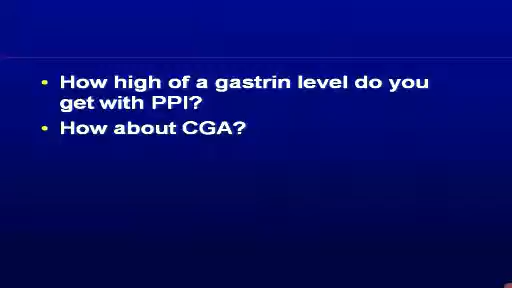 • How high of a gastrin level do you
get with PPI?
• How about CGA?